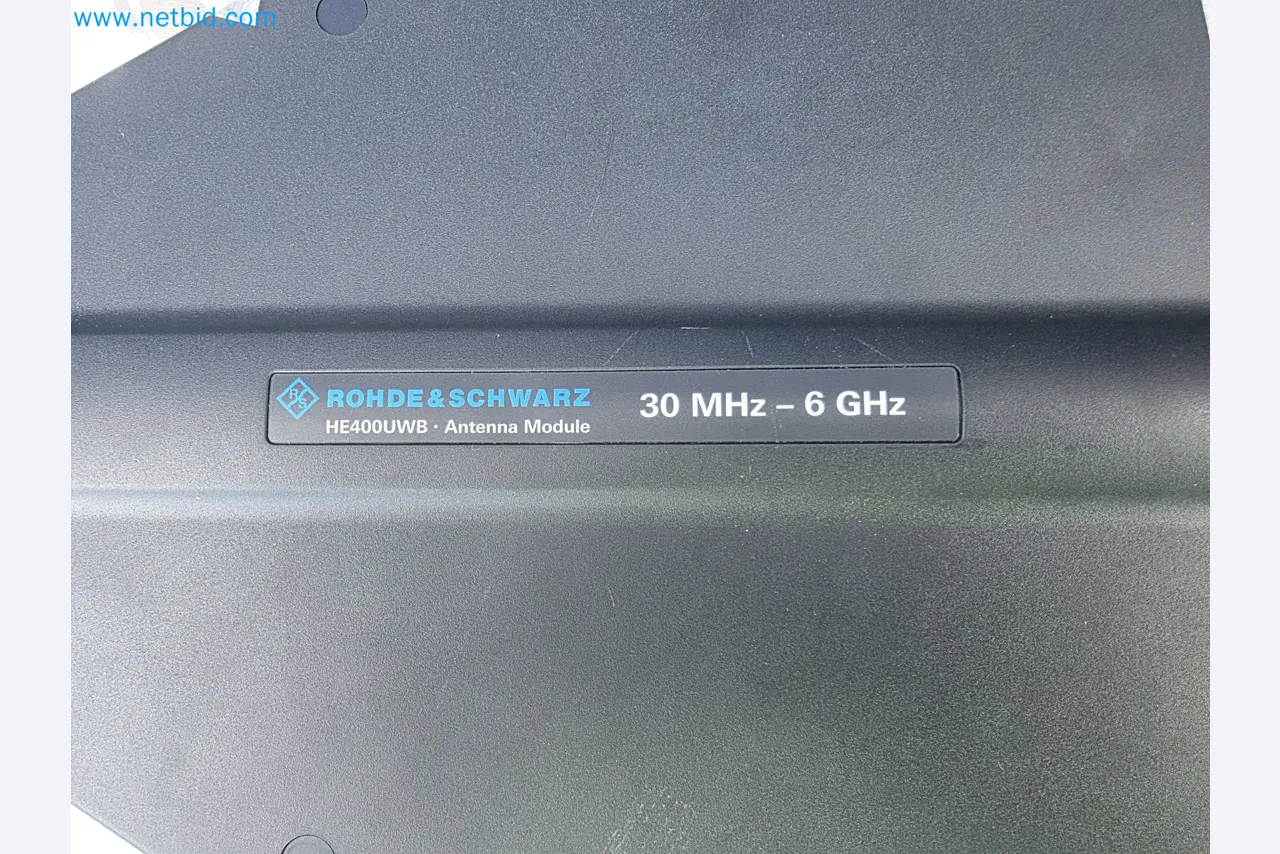 www.netbid.com
R&S
ROHDE&SCHWARZ
HE400UWB · Antenna Module
30 MHz – 6 GHz